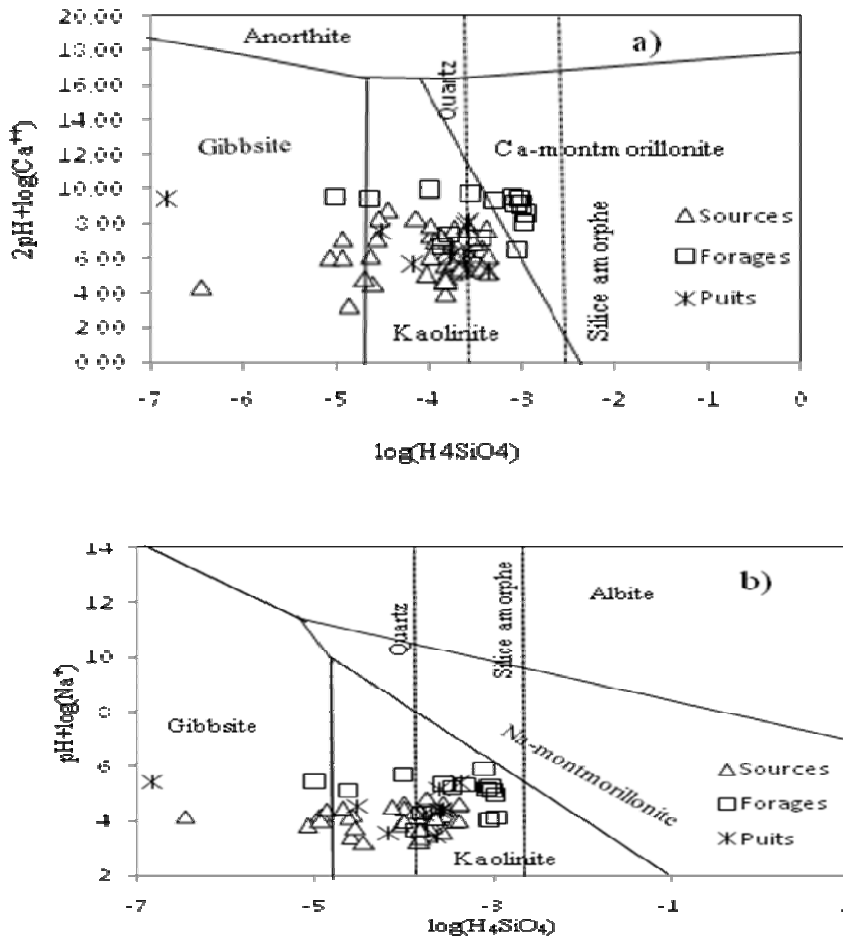 a)
Anorthite
Quartz
Gibbsite
Ca-montmorillonite
Silice amorphe
Kaolinite
Sources
Forages
Puits
2pH+log(Ca⁺⁺)
20.00
18.00
16.00
14.00
12.00
10.00
8.00
6.00
4.00
2.00
0.00
-7 -6 -5 -4 -3 -2 -1 0
log(H4SiO4)
b)
Albite
Quartz
Silice amorphe
Gibbsite
Na-montmorillonite
Kaolinite
Sources
Forages
Puits
pH+log(Na⁺)
14
12
10
8
6
4
2
-7 -5 -3 -1
log(H₄SiO₄)